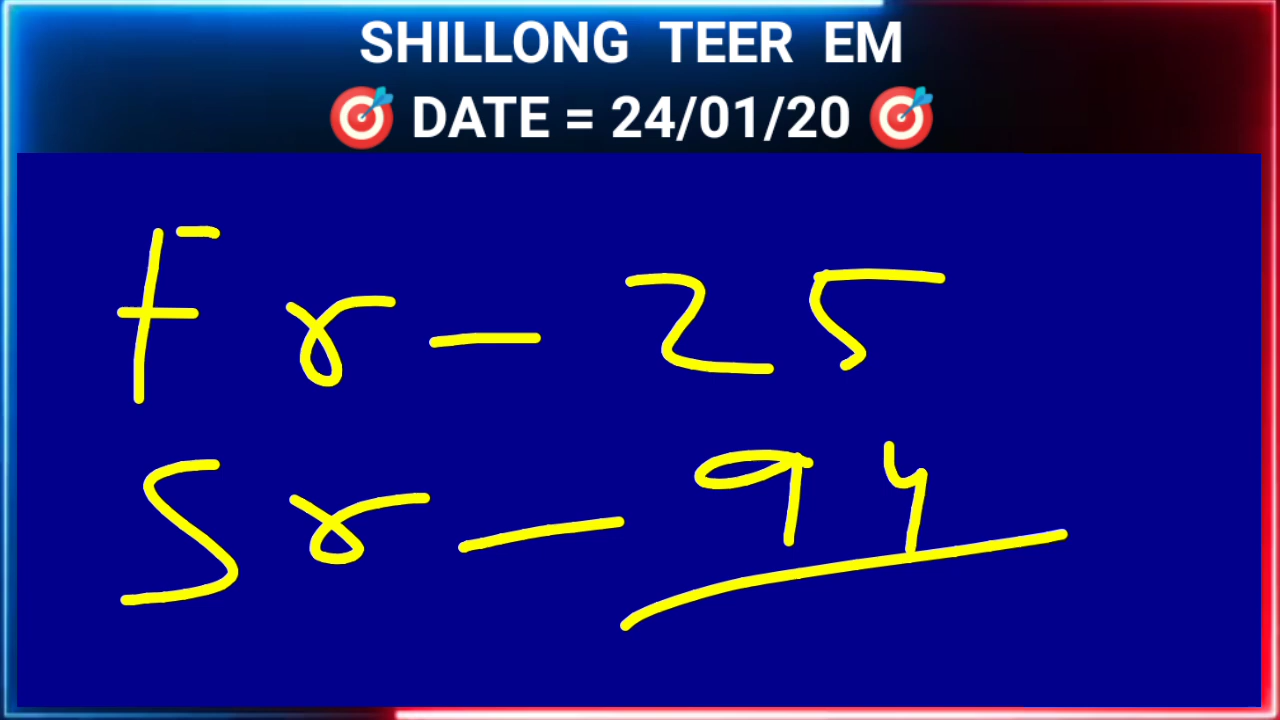 SHILLONG TEER EM
🎯 DATE = 24/01/20 🎯
Fr - 25
Sr - 94